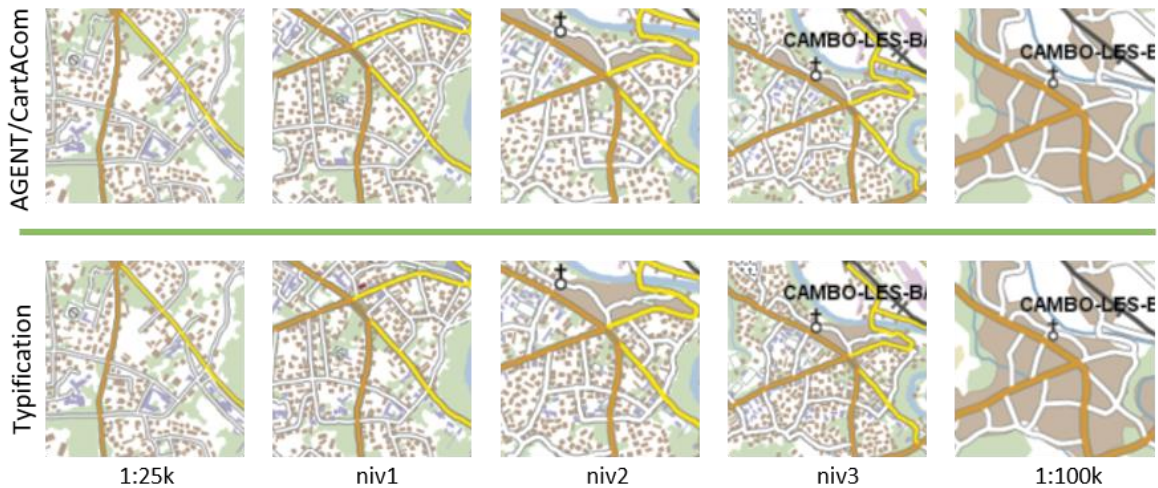 AGENT/CartACom
CAMBO-LES-BA
CAMBO-LES-B
Typification
CAMBO-LES-BA
CAMBO-LES-B
1:25k
niv1
niv2
niv3
1:100k